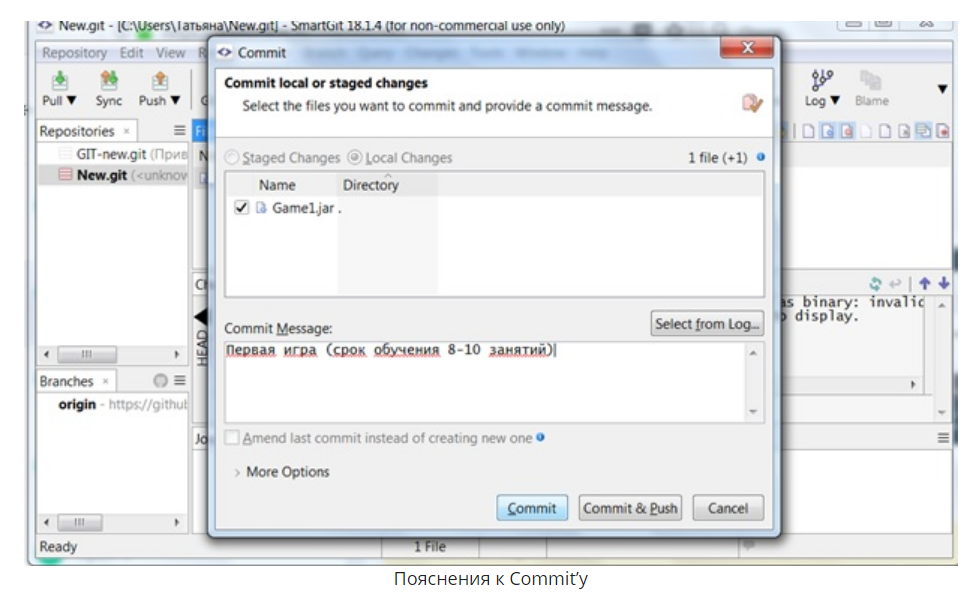 New.git - [C:\Users\Татьяна\New.git] - SmartGit 18.1.4 (for non-commercial use only)
Repository Edit View
Commit
Commit local or staged changes
Select the files you want to commit and provide a commit message.
Pull ▼ Sync Push ▼
Log ▼ Blame
Repositories
GIT-new.git (Прив
New.git (<unknow
Staged Changes Local Changes 1 file (+1)
Name Directory
Game1.jar .
as binary: invalid
display.
HEAD
Commit Message:
Select from Log...
Первая игра (срок обучения 8-10 занятий)
Branches
origin - https://github
Amend last commit instead of creating new one
More Options
Commit Commit & Push Cancel
Ready 1 File
Пояснения к Commit’у